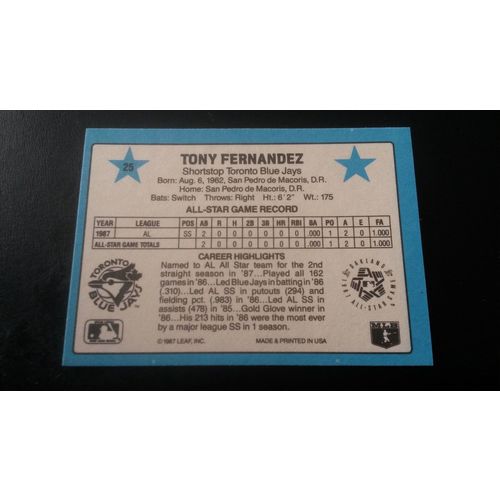 25
TONY FERNANDEZ
Shortstop Toronto Blue Jays
Born: Aug. 6, 1962, San Pedro de Macoris, D.R.
Home: San Pedro de Macoris, D.R.
Bats: Switch Throws: Right Ht.: 6'2" Wt.: 175
ALL-STAR GAME RECORD
YEAR LEAGUE POS AB R H 2B 3B HR RBI BA PO A E FA
1987 AL SS 2 0 0 0 0 0 0 .000 1 2 0 1.000
ALL-STAR GAME TOTALS 2 0 0 0 0 0 0 .000 1 2 0 1.000
CAREER HIGHLIGHTS
Named to AL All Star team for the 2nd
straight season in '87...Played all 162
games in '86...Led Blue Jays in batting in '86
(.310)...Led AL SS in putouts (294) and
fielding pct. (.983) in '86...Led AL SS in
assists (478) in '85...Gold Glove winner in
'86...His 213 hits in '86 were the most ever
by a major league SS in 1 season.
TORONTO
BLUE JAYS
OAKLAND
1987 ALL-STAR GAME
MLB
© 1987 LEAF, INC. MADE & PRINTED IN USA